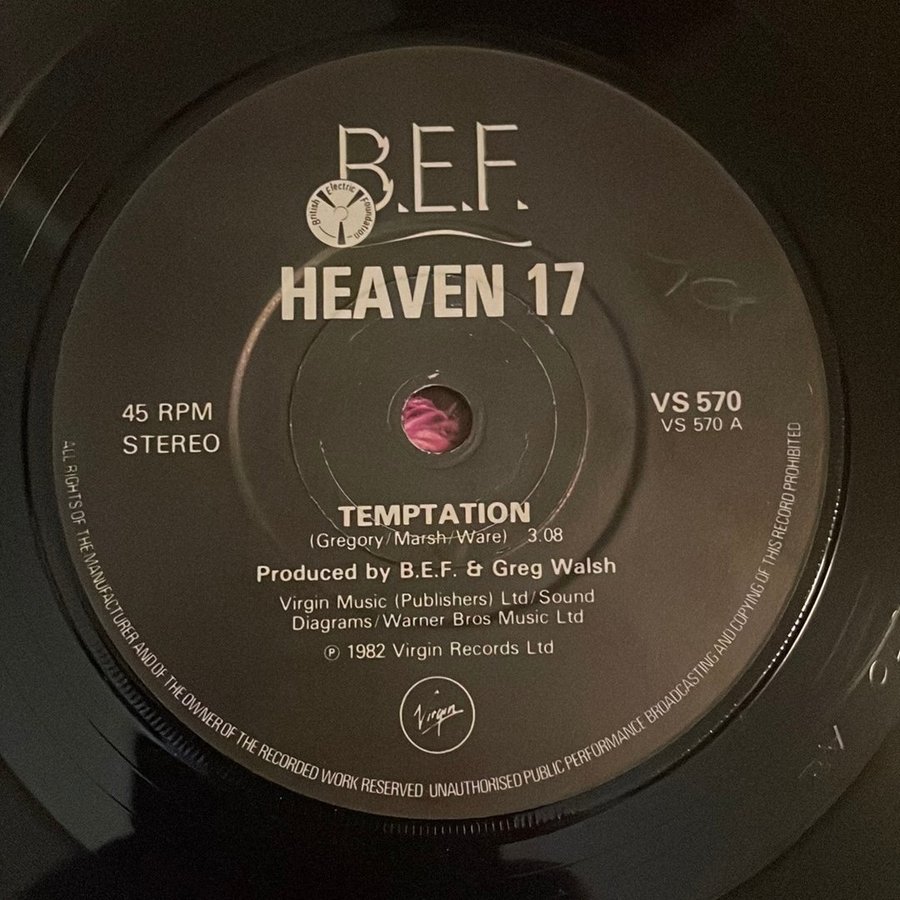 B.E.F.
British Electric Foundation
HEAVEN 17
45 RPM
STEREO
VS 570
VS 570 A
TEMPTATION
(Gregory/Marsh/Ware) 3.08
Produced by B.E.F. & Greg Walsh
Virgin Music (Publishers) Ltd/Sound
Diagrams/Warner Bros Music Ltd
℗ 1982 Virgin Records Ltd
Virgin
ALL RIGHTS OF THE MANUFACTURER AND OF THE OWNER OF THE RECORDED WORK RESERVED UNAUTHORISED PUBLIC PERFORMANCE BROADCASTING AND COPYING OF THIS RECORD PROHIBITED